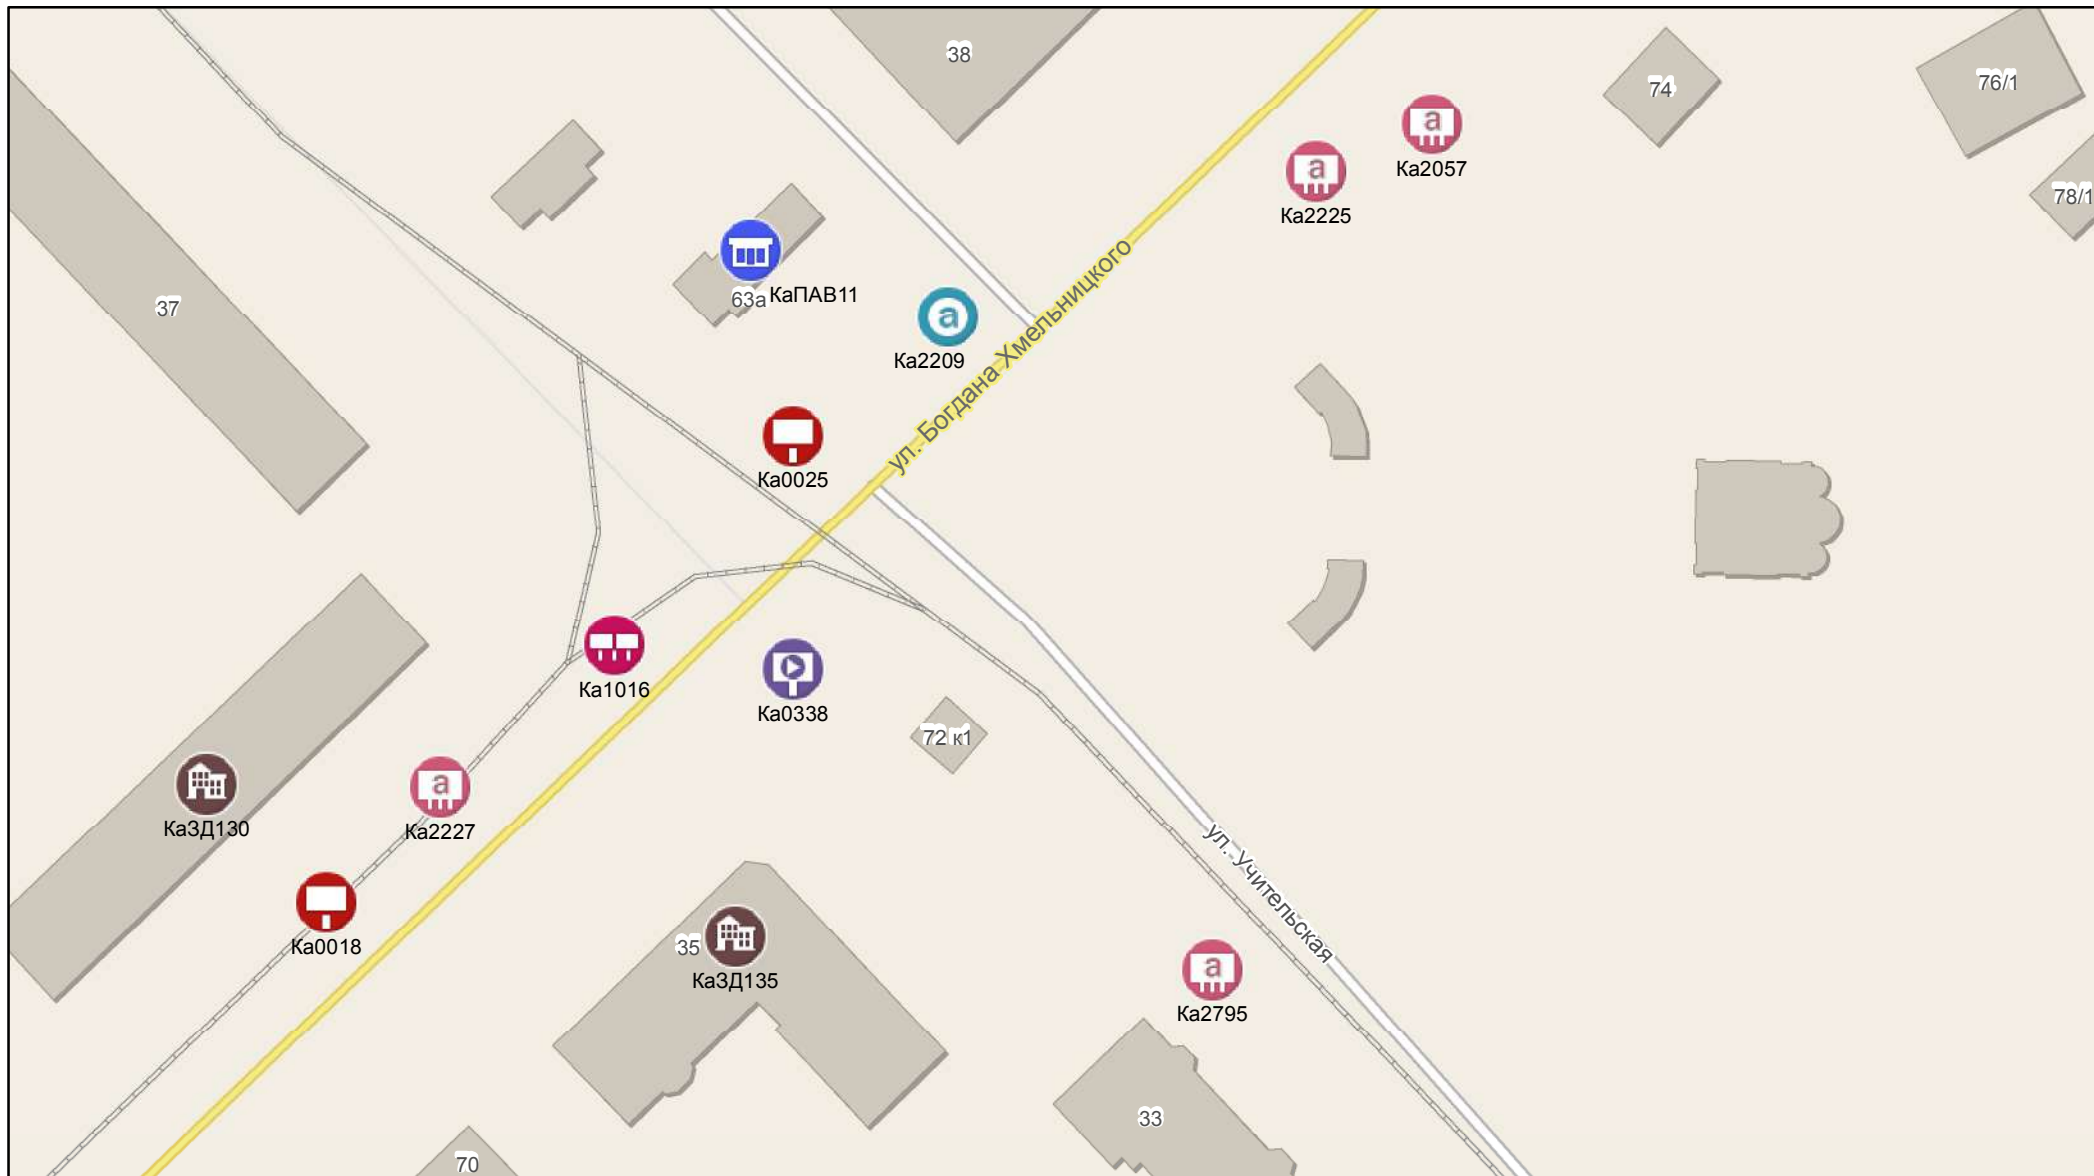 38
74
76/1
a
Ка2057
a
Ка2225
78/1
37
63а
КаПАВ11
a
Ка2209
ул. Богдана Хмельницкого
Ка0025
Ка1016
Ка0338
72 к1
КаЗД130
a
Ка2227
ул. Учительская
Ка0018
35
КаЗД135
a
Ка2795
33
70